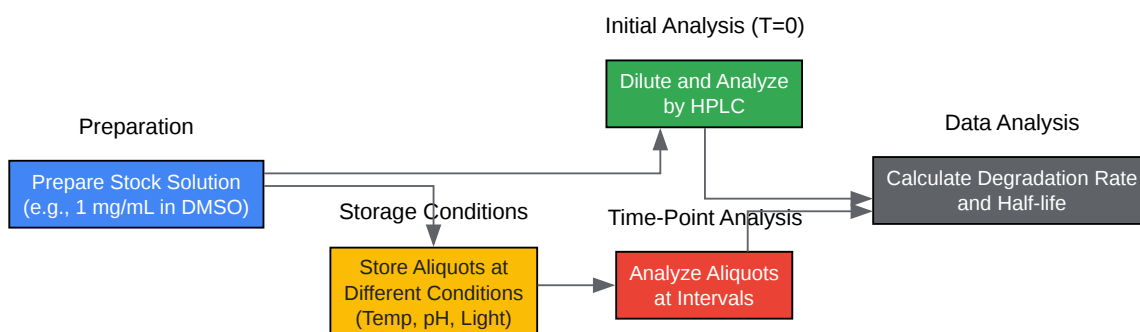 Preparation
Prepare Stock Solution
(e.g., 1 mg/mL in DMSO)
Storage Conditions
Store Aliquots at
Different Conditions
(Temp, pH, Light)
Initial Analysis (T=0)
Dilute and Analyze
by HPLC
Time-Point Analysis
Analyze Aliquots
at Intervals
Data Analysis
Calculate Degradation Rate
and Half-life